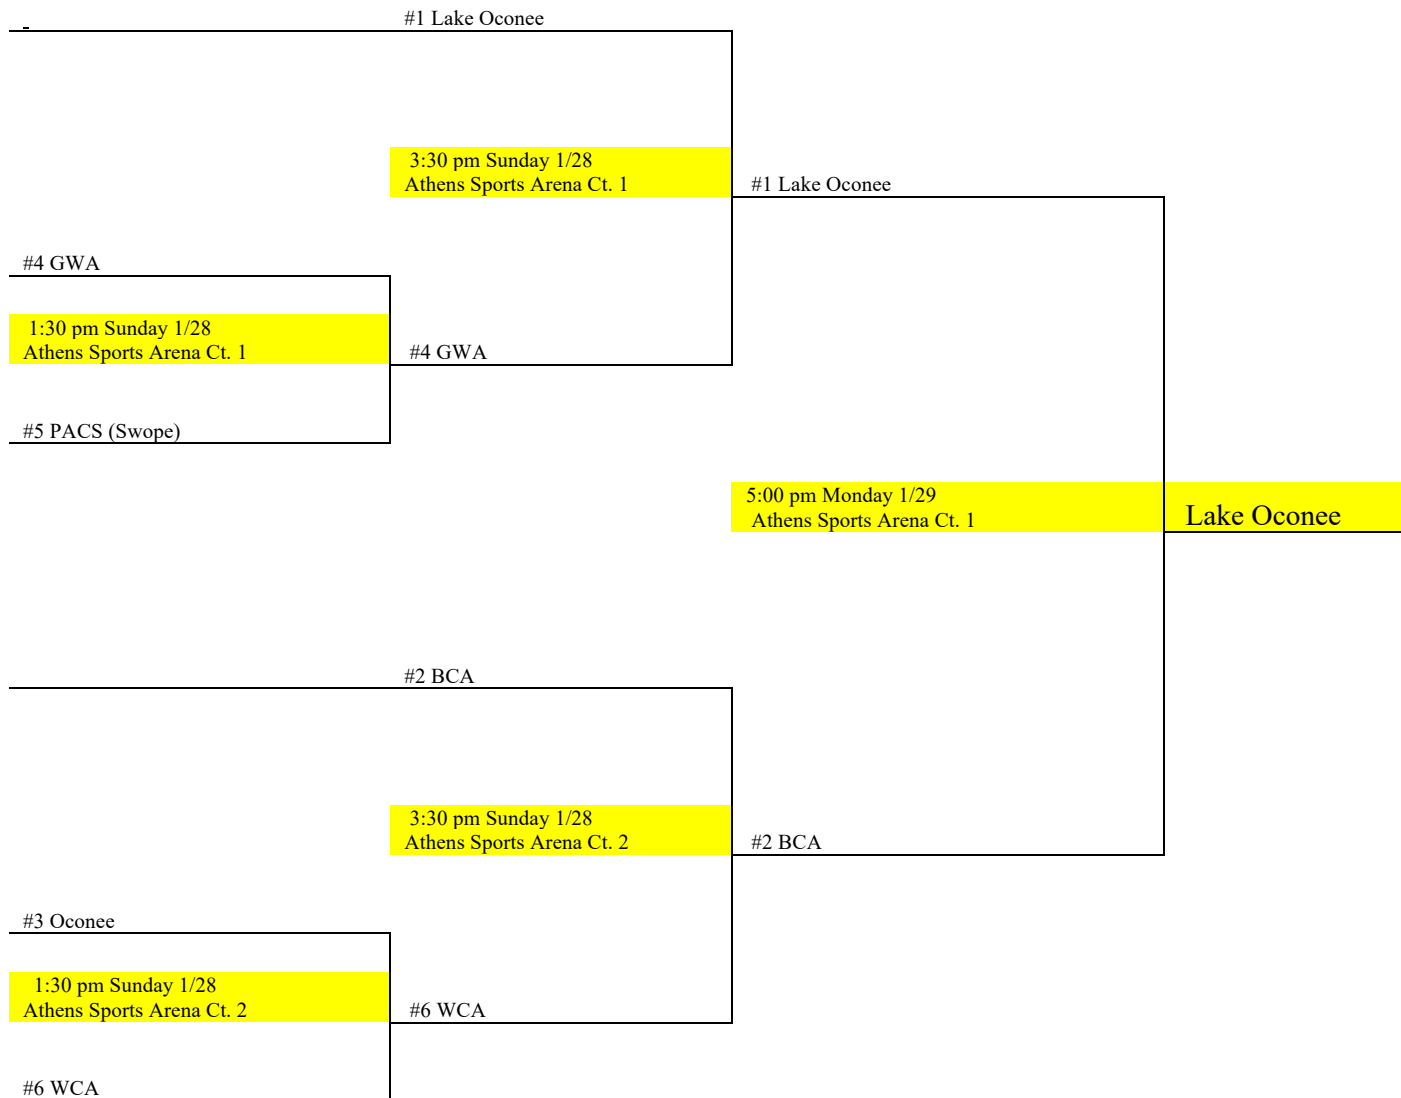 -
#1 Lake Oconee
3:30 pm Sunday 1/28
Athens Sports Arena Ct. 1
#1 Lake Oconee
#4 GWA
1:30 pm Sunday 1/28
Athens Sports Arena Ct. 1
#4 GWA
#5 PACS (Swope)
5:00 pm Monday 1/29
Athens Sports Arena Ct. 1
Lake Oconee
#2 BCA
3:30 pm Sunday 1/28
Athens Sports Arena Ct. 2
#2 BCA
#3 Oconee
1:30 pm Sunday 1/28
Athens Sports Arena Ct. 2
#6 WCA
#6 WCA